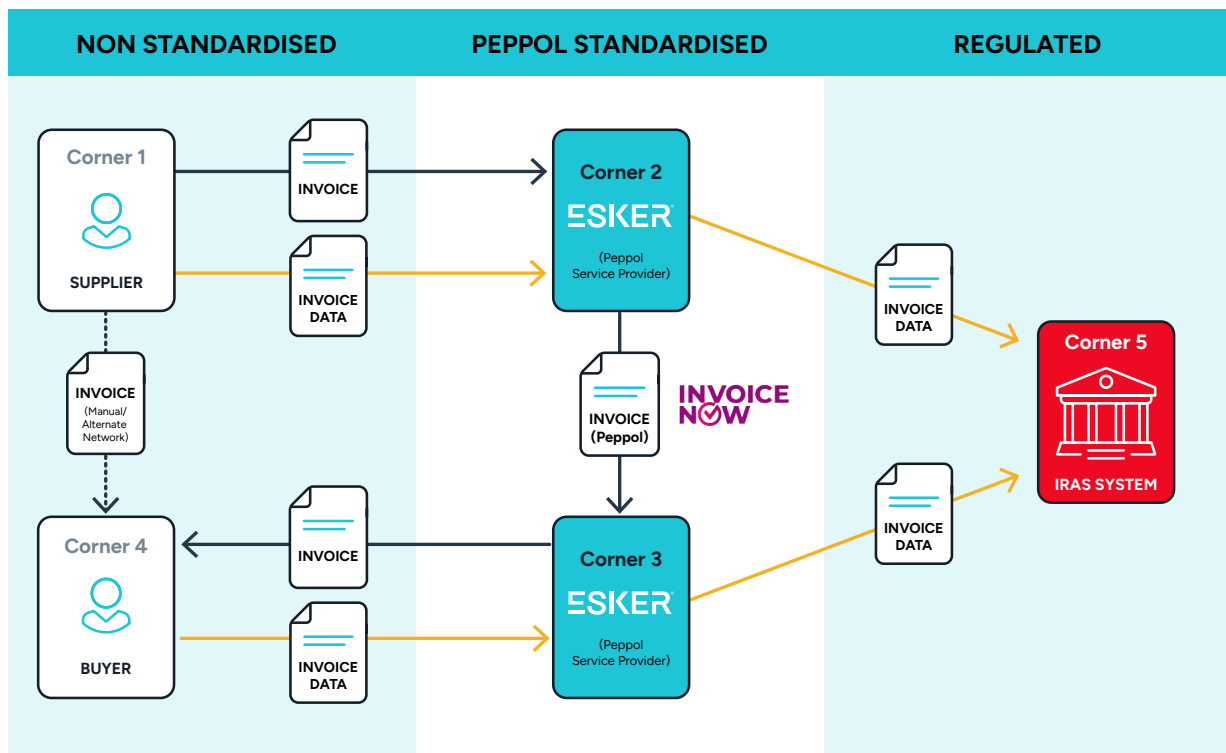 NON STANDARDISED
PEPPOL STANDARDISED
REGULATED
Corner 1
SUPPLIER
INVOICE
INVOICE
DATA
Corner 2
ESKER
(Peppol
Service Provider)
INVOICE
DATA
Corner 5
IRAS SYSTEM
INVOICE
(Manual/
Alternate
Network)
INVOICE
(Peppol)
INVOICE
NOW
Corner 4
BUYER
INVOICE
INVOICE
DATA
Corner 3
ESKER
(Peppol
Service Provider)
INVOICE
DATA